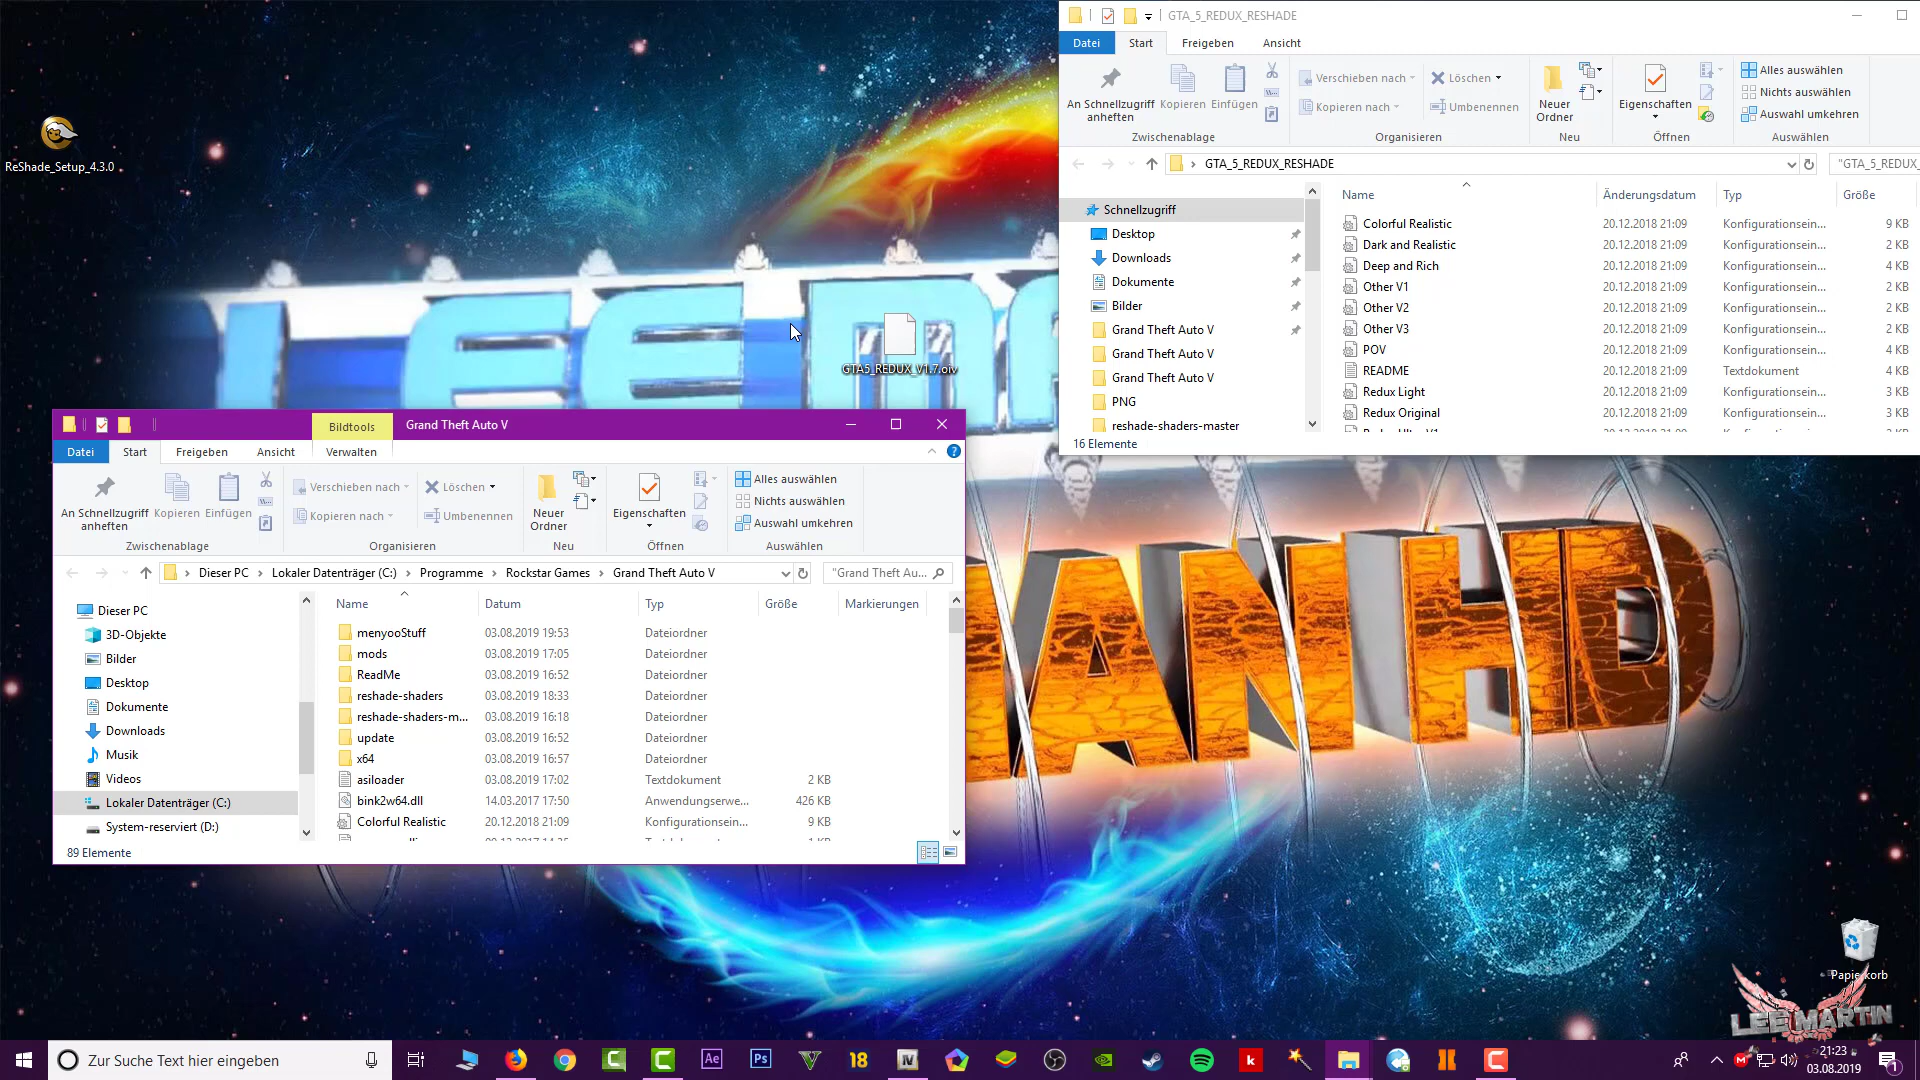 ReShade_Setup_4.3.0
GTA5_REDUX_V1.7.oiv
GTA_5_REDUX_RESHADE
Datei Start Freigeben Ansicht
An Schnellzugriff anheften
Kopieren
Einfügen
Zwischenablage
Verschieben nach
Kopieren nach
Löschen
Umbenennen
Organisieren
Neuer Ordner
Neu
Eigenschaften
Öffnen
Alles auswählen
Nichts auswählen
Auswahl umkehren
Auswählen
GTA_5_REDUX_RESHADE
"GTA_5_REDUX_
Schnellzugriff
Desktop
Downloads
Dokumente
Bilder
Grand Theft Auto V
Grand Theft Auto V
Grand Theft Auto V
PNG
reshade-shaders-master
Name Änderungsdatum Typ Größe
Colorful Realistic 20.12.2018 21:09 Konfigurationsein... 9 KB
Dark and Realistic 20.12.2018 21:09 Konfigurationsein... 2 KB
Deep and Rich 20.12.2018 21:09 Konfigurationsein... 4 KB
Other V1 20.12.2018 21:09 Konfigurationsein... 2 KB
Other V2 20.12.2018 21:09 Konfigurationsein... 2 KB
Other V3 20.12.2018 21:09 Konfigurationsein... 2 KB
POV 20.12.2018 21:09 Konfigurationsein... 4 KB
README 20.12.2018 21:09 Textdokument 4 KB
Redux Light 20.12.2018 21:09 Konfigurationsein... 3 KB
Redux Original 20.12.2018 21:09 Konfigurationsein... 3 KB
16 Elemente
Bildtools
Grand Theft Auto V
Datei Start Freigeben Ansicht Verwalten
An Schnellzugriff anheften
Kopieren
Einfügen
Zwischenablage
Verschieben nach
Kopieren nach
Löschen
Umbenennen
Organisieren
Neuer Ordner
Neu
Eigenschaften
Öffnen
Alles auswählen
Nichts auswählen
Auswahl umkehren
Auswählen
Dieser PC > Lokaler Datenträger (C:) > Programme > Rockstar Games > Grand Theft Auto V
"Grand Theft Au...
Dieser PC
3D-Objekte
Bilder
Desktop
Dokumente
Downloads
Musik
Videos
Lokaler Datenträger (C:)
System-reserviert (D:)
Name Datum Typ Größe Markierungen
menyooStuff 03.08.2019 19:53 Dateiordner
mods 03.08.2019 17:05 Dateiordner
ReadMe 03.08.2019 16:52 Dateiordner
reshade-shaders 03.08.2019 18:33 Dateiordner
reshade-shaders-m... 03.08.2019 16:18 Dateiordner
update 03.08.2019 16:52 Dateiordner
x64 03.08.2019 16:57 Dateiordner
asiloader 03.08.2019 17:02 Textdokument 2 KB
bink2w64.dll 14.03.2017 17:50 Anwendungserwe... 426 KB
Colorful Realistic 20.12.2018 21:09 Konfigurationsein... 9 KB
89 Elemente
Papierkorb
LEE MARTIN
Zur Suche Text hier eingeben
Ae
Ps
18
IV
k
21:23
03.08.2019
1